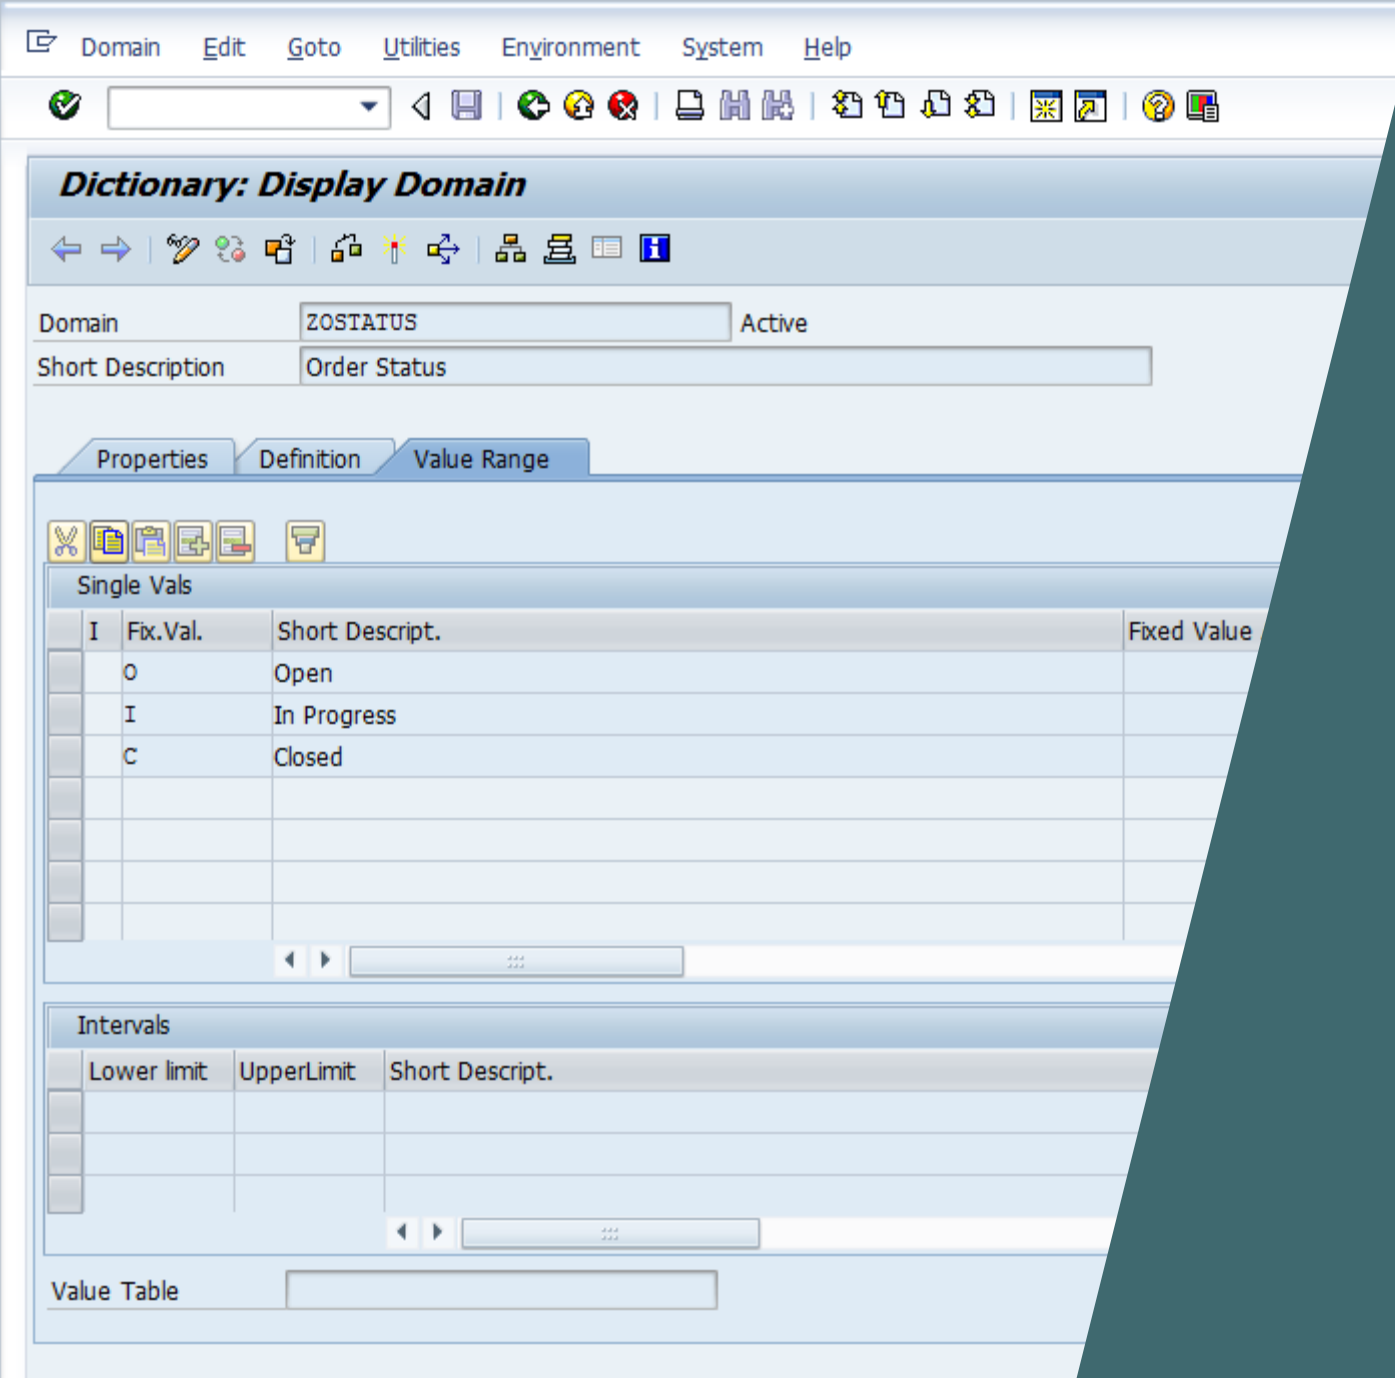 Domain Edit Goto Utilities Environment System Help
Dictionary: Display Domain
Domain ZOSTATUS Active
Short Description Order Status
Properties Definition Value Range
Single Vals
I Fix.Val. Short Descript. Fixed Value
O Open
I In Progress
C Closed
Intervals
Lower limit UpperLimit Short Descript.
Value Table